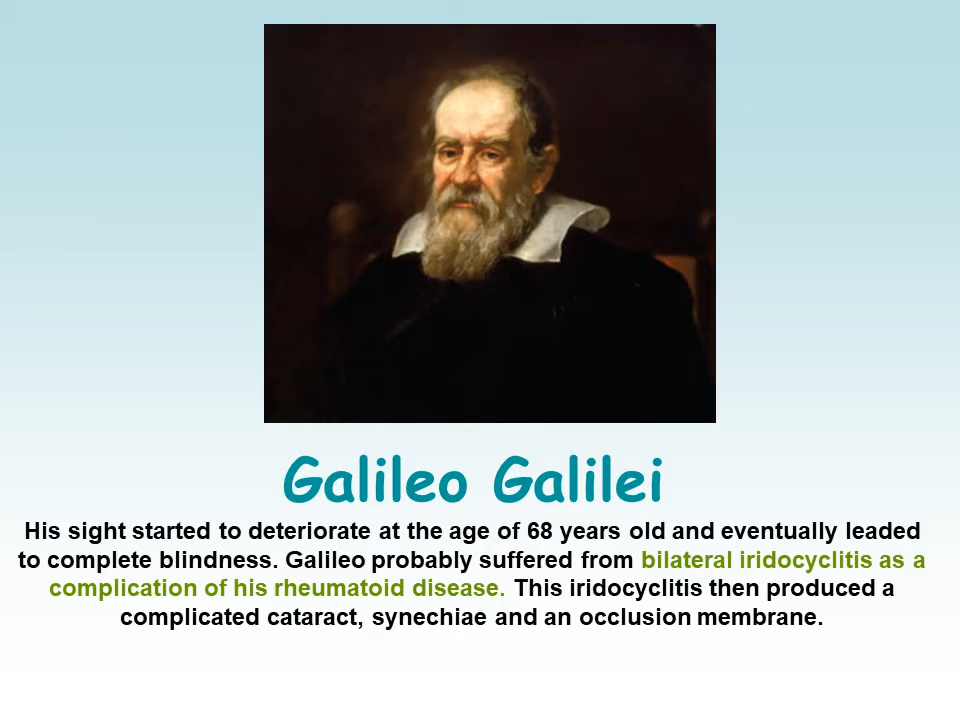 Galileo Galilei
His sight started to deteriorate at the age of 68 years old and eventually leaded
to complete blindness. Galileo probably suffered from bilateral iridocyclitis as a
complication of his rheumatoid disease. This iridocyclitis then produced a
complicated cataract, synechiae and an occlusion membrane.